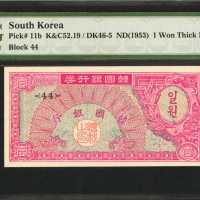 South Korea
Pick# 11b K&C52.19 / DK46-5 ND(1953) 1 Won Thick
Block 44
韓國銀行券
-<44>-
일원